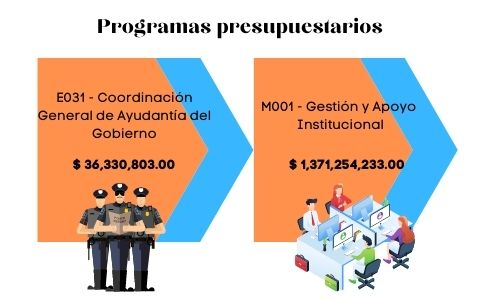 Programas presupuestarios
E031 - Coordinación
General de Ayudantía del
Gobierno
$ 36,330,803.00
M001 - Gestión y Apoyo
Institucional
$ 1,371,254,233.00